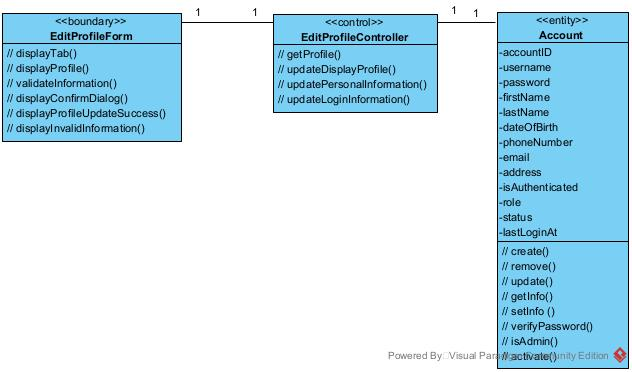 <<boundary>>
EditProfileForm
// displayTab()
// displayProfile()
// validateInformation()
// displayConfirmDialog()
// displayProfileUpdateSuccess()
// displayInvalidInformation()
1
1
<<control>>
EditProfileController
// getProfile()
// updateDisplayProfile()
// updatePersonalInformation()
// updateLoginInformation()
1
1
<<entity>>
Account
-accountID
-username
-password
-firstName
-lastName
-dateOfBirth
-phoneNumber
-email
-address
-isAuthenticated
-role
-status
-lastLoginAt
// create()
// remove()
// update()
// getInfo()
// setInfo ()
// verifyPassword()
// isAdmin()
// activate()
Powered By Visual Paradigm Community Edition